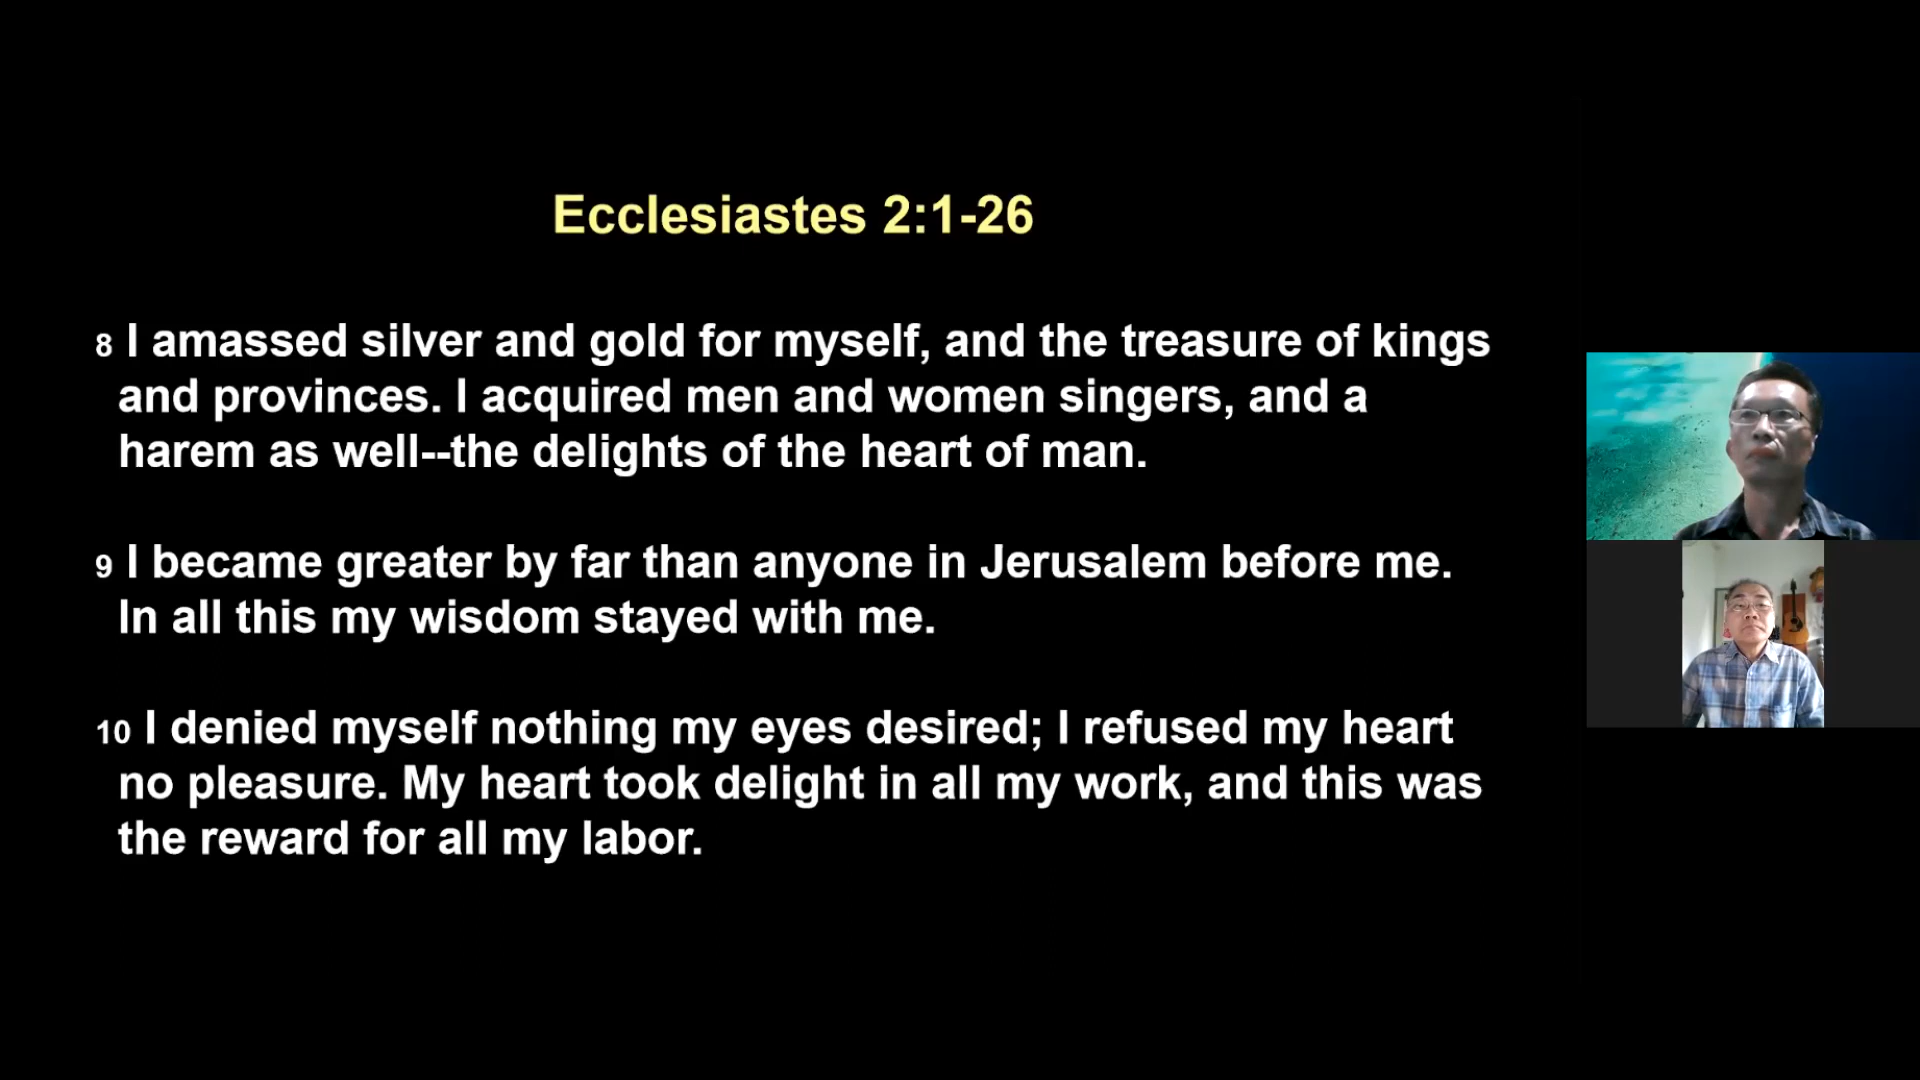 Ecclesiastes 2:1-26
8 I amassed silver and gold for myself, and the treasure of kings
and provinces. I acquired men and women singers, and a
harem as well--the delights of the heart of man.
9 I became greater by far than anyone in Jerusalem before me.
In all this my wisdom stayed with me.
10 I denied myself nothing my eyes desired; I refused my heart
no pleasure. My heart took delight in all my work, and this was
the reward for all my labor.